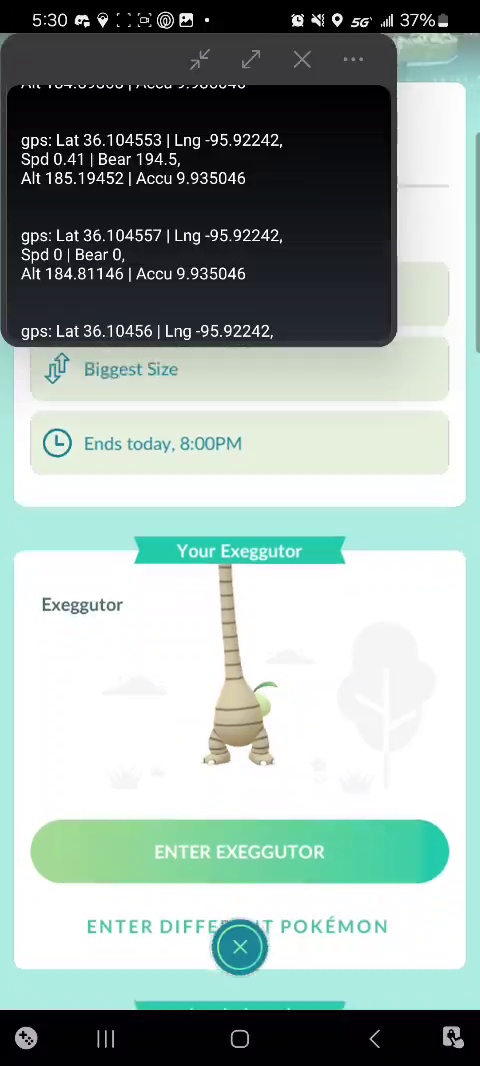 5:30
5G
37%
gps: Lat 36.104553 | Lng -95.92242,
Spd 0.41 | Bear 194.5,
Alt 185.19452 | Accu 9.935046
gps: Lat 36.104557 | Lng -95.92242,
Spd 0 | Bear 0,
Alt 184.81146 | Accu 9.935046
gps: Lat 36.10456 | Lng -95.92242,
Biggest Size
Ends today, 8:00PM
Your Exeggutor
Exeggutor
ENTER EXEGGUTOR
ENTER DIFFERENT POKÉMON